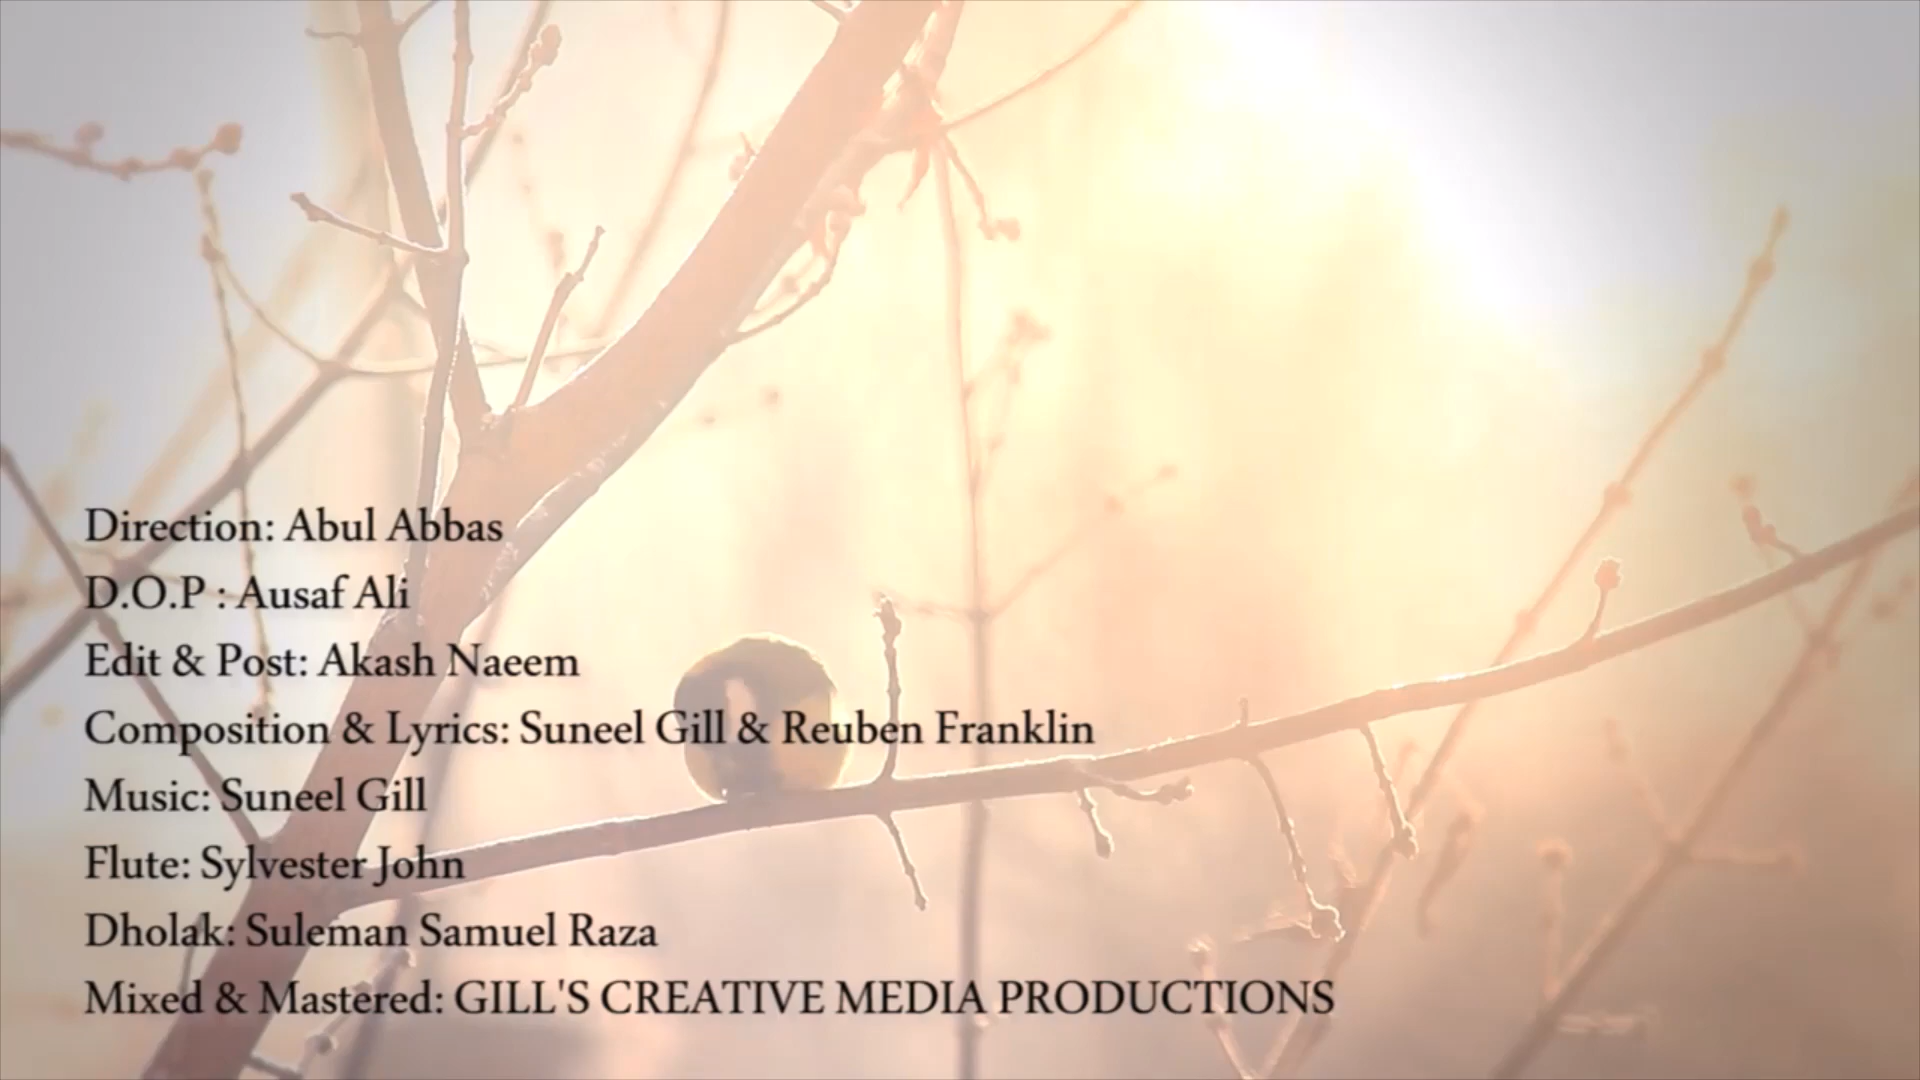 Direction: Abul Abbas
D.O.P : Ausaf Ali
Edit & Post: Akash Naeem
Composition & Lyrics: Suneel Gill & Reuben Franklin
Music: Suneel Gill
Flute: Sylvester John
Dholak: Suleman Samuel Raza
Mixed & Mastered: GILL'S CREATIVE MEDIA PRODUCTIONS